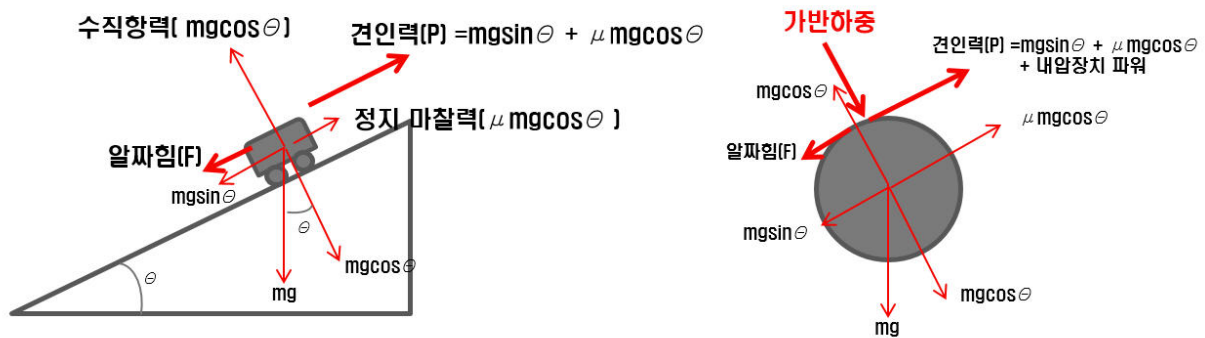 수직항력( mgcosθ)
견인력(P) =mgsinθ + μmgcosθ
정지 마찰력( μmgcosθ )
알짜힘(F)
mgsinθ
θ
mgcosθ
mg
θ
가반하중
견인력(P) =mgsinθ + μmgcosθ
+ 내압장치 파워
mgcosθ
μmgcosθ
알짜힘(F)
mgsinθ
mgcosθ
mg